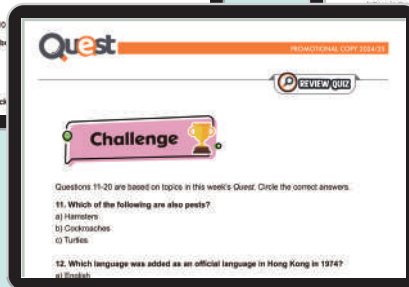 Quest
PROMOTIONAL COPY 2024/25
REVIEW QUIZ
Challenge
Questions 11-20 are based on topics in this week's Quest. Circle the correct answers.
11. Which of the following are also pests?
a) Hamsters
b) Cockroaches
c) Turtles
12. Which language was added as an official language in Hong Kong in 1974?
a) English